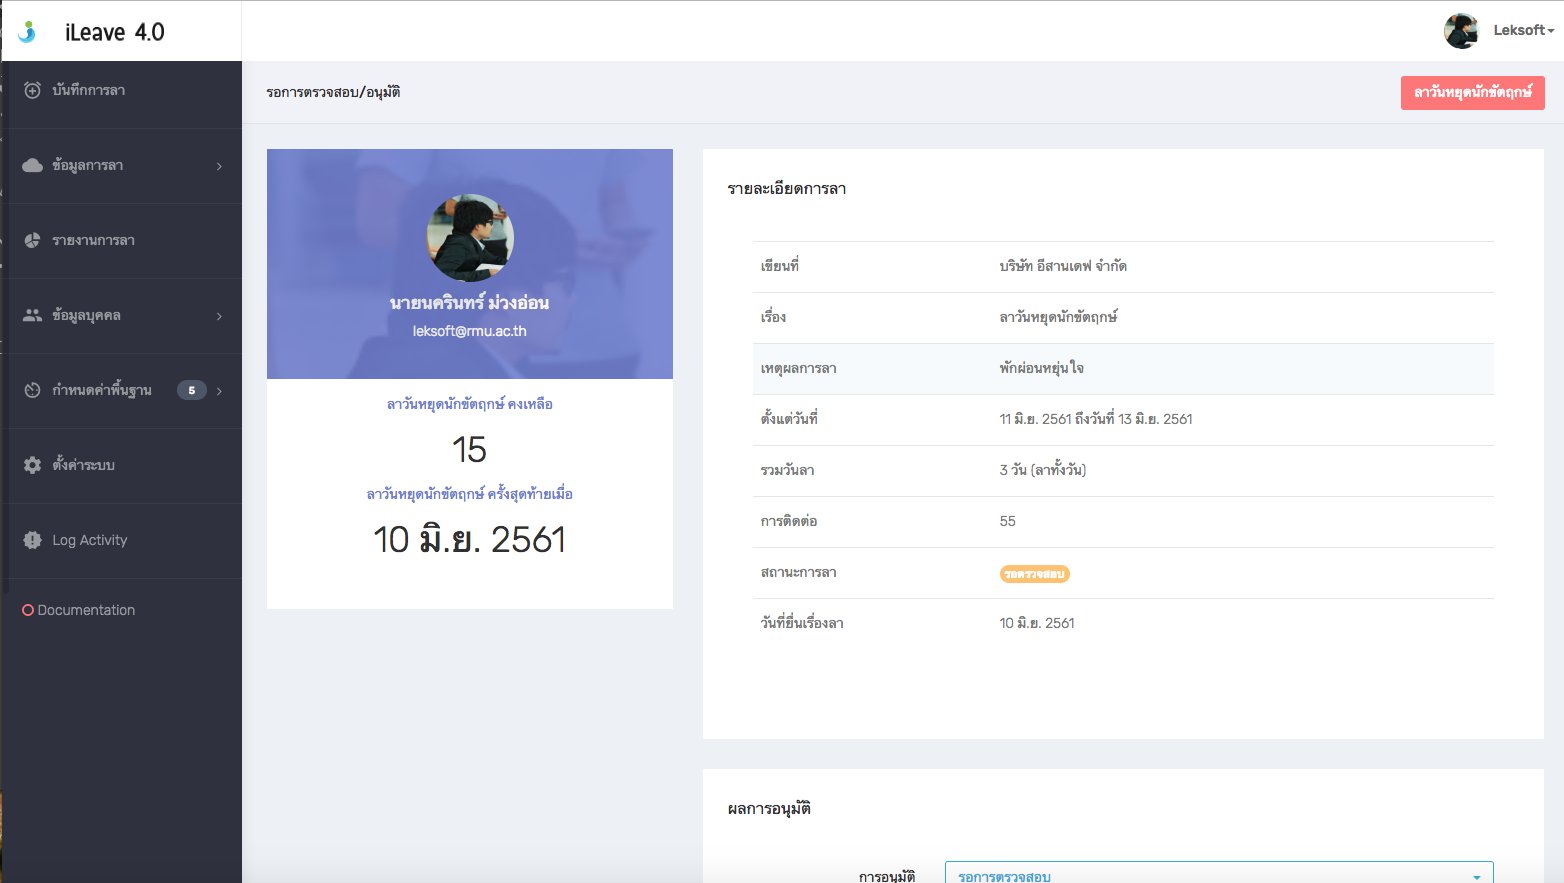 iLeave 4.0
Leksoft
บันทึกการลา
ข้อมูลการลา
รายงานการลา
ข้อมูลบุคคล
กำหนดค่าพื้นฐาน 5
ตั้งค่าระบบ
Log Activity
Documentation
รอการตรวจสอบ/อนุมัติ
ลาวันหยุดนักขัตฤกษ์
นายนครินทร์ ม่วงอ่อน
leksoft@rmu.ac.th
ลาวันหยุดนักขัตฤกษ์ คงเหลือ
15
ลาวันหยุดนักขัตฤกษ์ ครั้งสุดท้ายเมื่อ
10 มิ.ย. 2561
รายละเอียดการลา
เขียนที่ บริษัท อีสานเดฟ จำกัด
เรื่อง ลาวันหยุดนักขัตฤกษ์
เหตุผลการลา พักผ่อนหยุ่นใจ
ตั้งแต่วันที่ 11 มิ.ย. 2561 ถึงวันที่ 13 มิ.ย. 2561
รวมวันลา 3 วัน (ลาทั้งวัน)
การติดต่อ 55
สถานะการลา รอตรวจสอบ
วันที่ยื่นเรื่องลา 10 มิ.ย. 2561
ผลการอนุมัติ
การอนุมัติ รอการตรวจสอบ